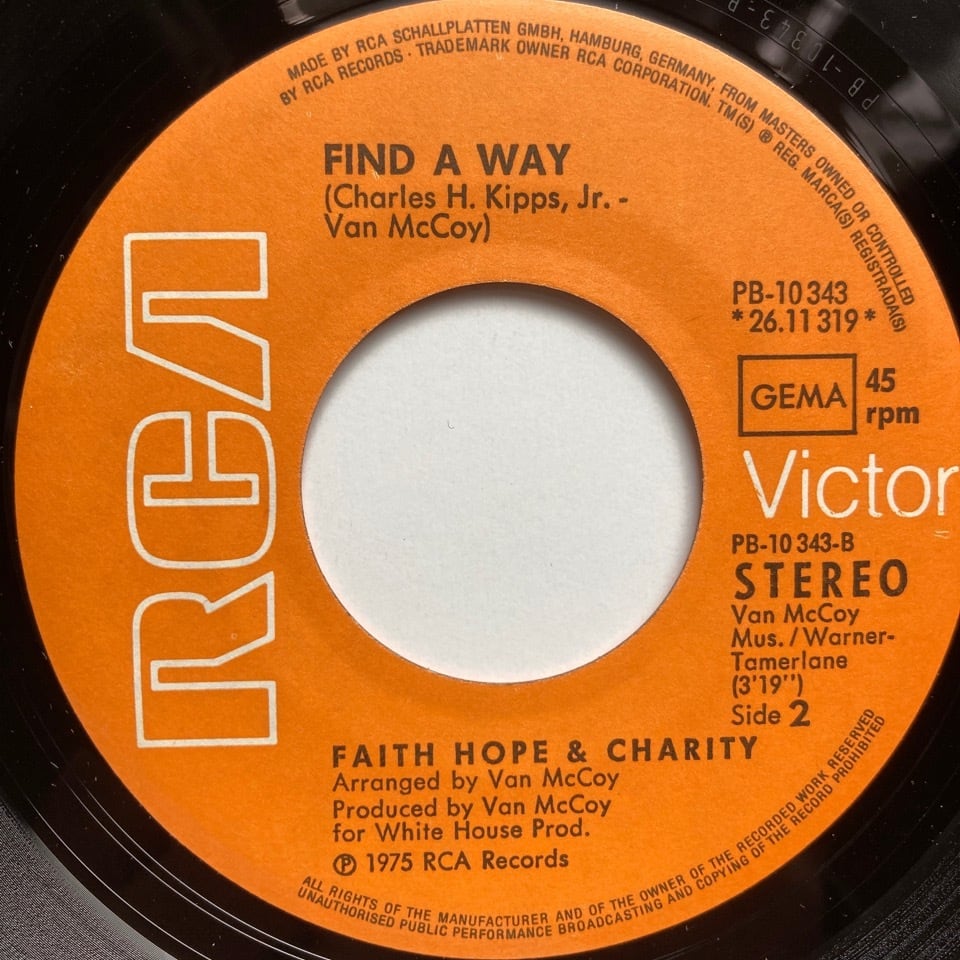 MADE BY RCA SCHALLPLATTEN GMBH, HAMBURG, GERMANY, FROM MASTERS OWNED OR CONTROLLED
BY RCA RECORDS · TRADEMARK OWNER RCA CORPORATION. TM(S) ® REG. MARCA(S) REGISTRADA(S)
PB-10343-B
FIND A WAY
(Charles H. Kipps, Jr. -
Van McCoy)
RCA
PB-10 343
* 26.11 319 *
GEMA
45
rpm
Victor
PB-10 343-B
STEREO
Van McCoy
Mus. / Warner-
Tamerlane
(3'19'')
Side 2
FAITH HOPE & CHARITY
Arranged by Van McCoy
Produced by Van McCoy
for White House Prod.
℗ 1975 RCA Records
ALL RIGHTS OF THE MANUFACTURER AND OF THE OWNER OF THE RECORDED WORK RESERVED
UNAUTHORISED PUBLIC PERFORMANCE BROADCASTING AND COPYING OF THE RECORD PROHIBITED